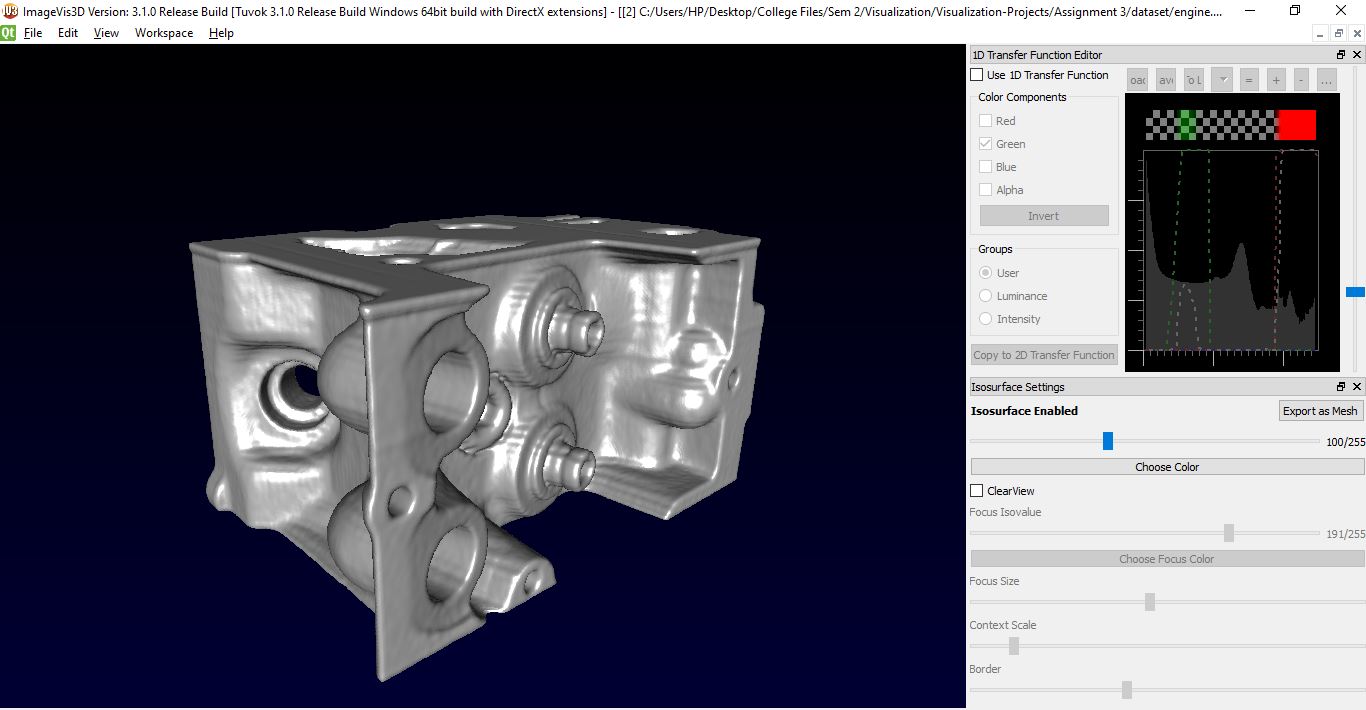 ImageVis3D Version: 3.1.0 Release Build [Tuvok 3.1.0 Release Build Windows 64bit build with DirectX extensions] - [[2] C:/Users/HP/Desktop/College Files/Sem 2/Visualization/Visualization-Projects/Assignment 3/dataset/engine....
Qt File Edit View Workspace Help
1D Transfer Function Editor
Use 1D Transfer Function
= + - ...
Color Components
Red
Green
Blue
Alpha
Invert
Groups
User
Luminance
Intensity
Copy to 2D Transfer Function
Isosurface Settings
Isosurface Enabled
Export as Mesh
100/255
Choose Color
ClearView
Focus Isovalue
191/255
Choose Focus Color
Focus Size
Context Scale
Border